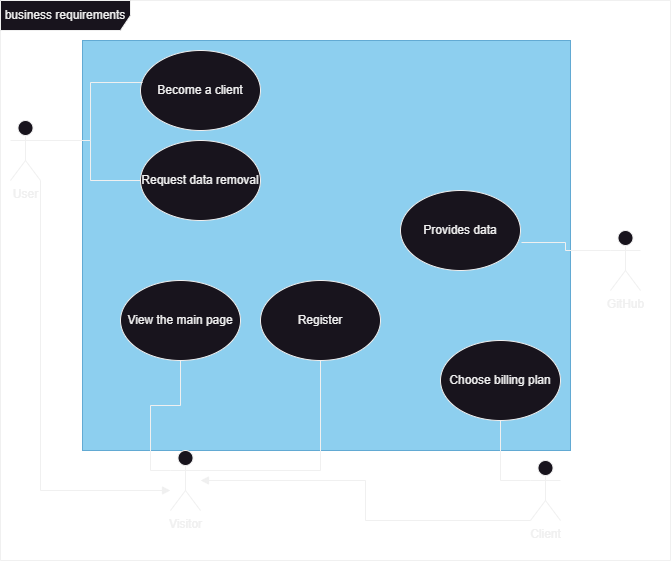 business requirements
Become a client
Request data removal
User
Provides data
GitHub
View the main page
Register
Choose billing plan
Visitor
Client